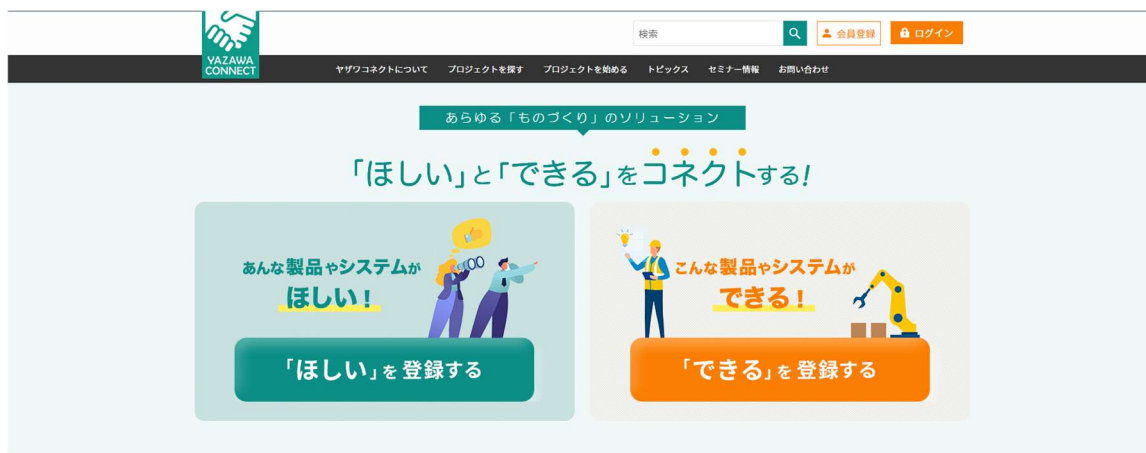 YAZAWA
CONNECT
検索
会員登録
ログイン
ヤザワコネクトについて プロジェクトを探す プロジェクトを始める トピックス セミナー情報 お問い合わせ
あらゆる「ものづくり」のソリューション
「ほしい」と「できる」をコネクトする!
あんな製品やシステムが
ほしい！
「ほしい」を登録する
こんな製品やシステムが
できる！
「できる」を登録する